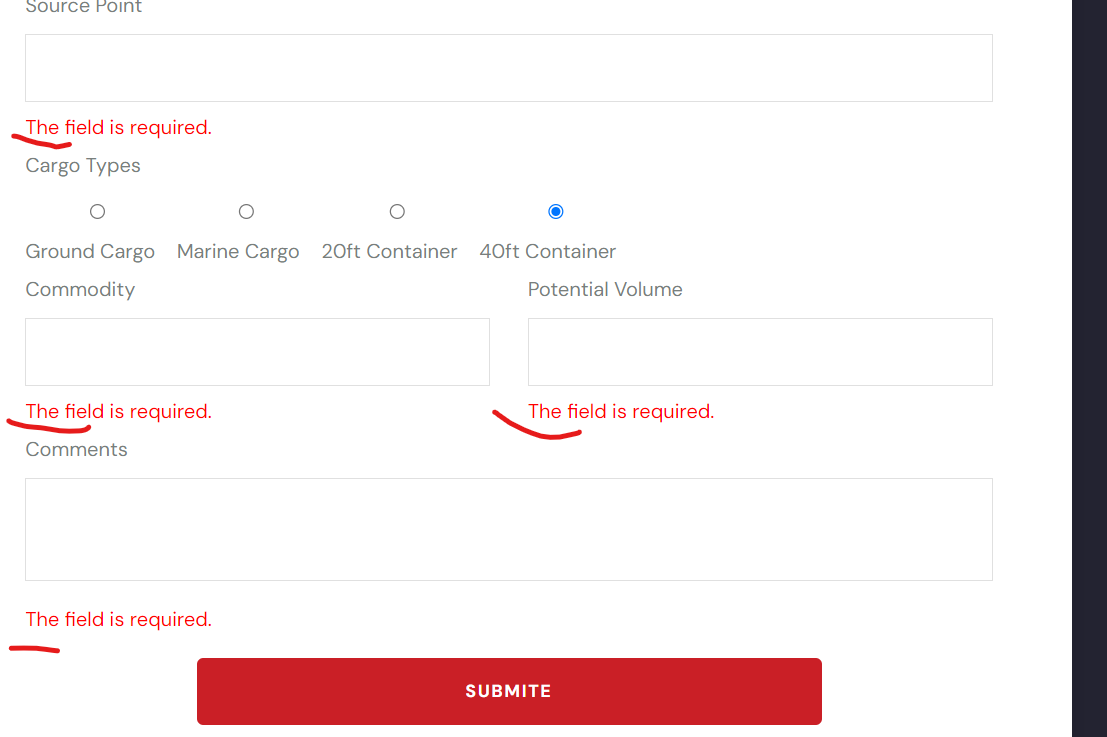 Source Point
The field is required.
Cargo Types
Ground Cargo Marine Cargo 20ft Container 40ft Container
Commodity Potential Volume
The field is required. The field is required.
Comments
The field is required.
SUBMITE